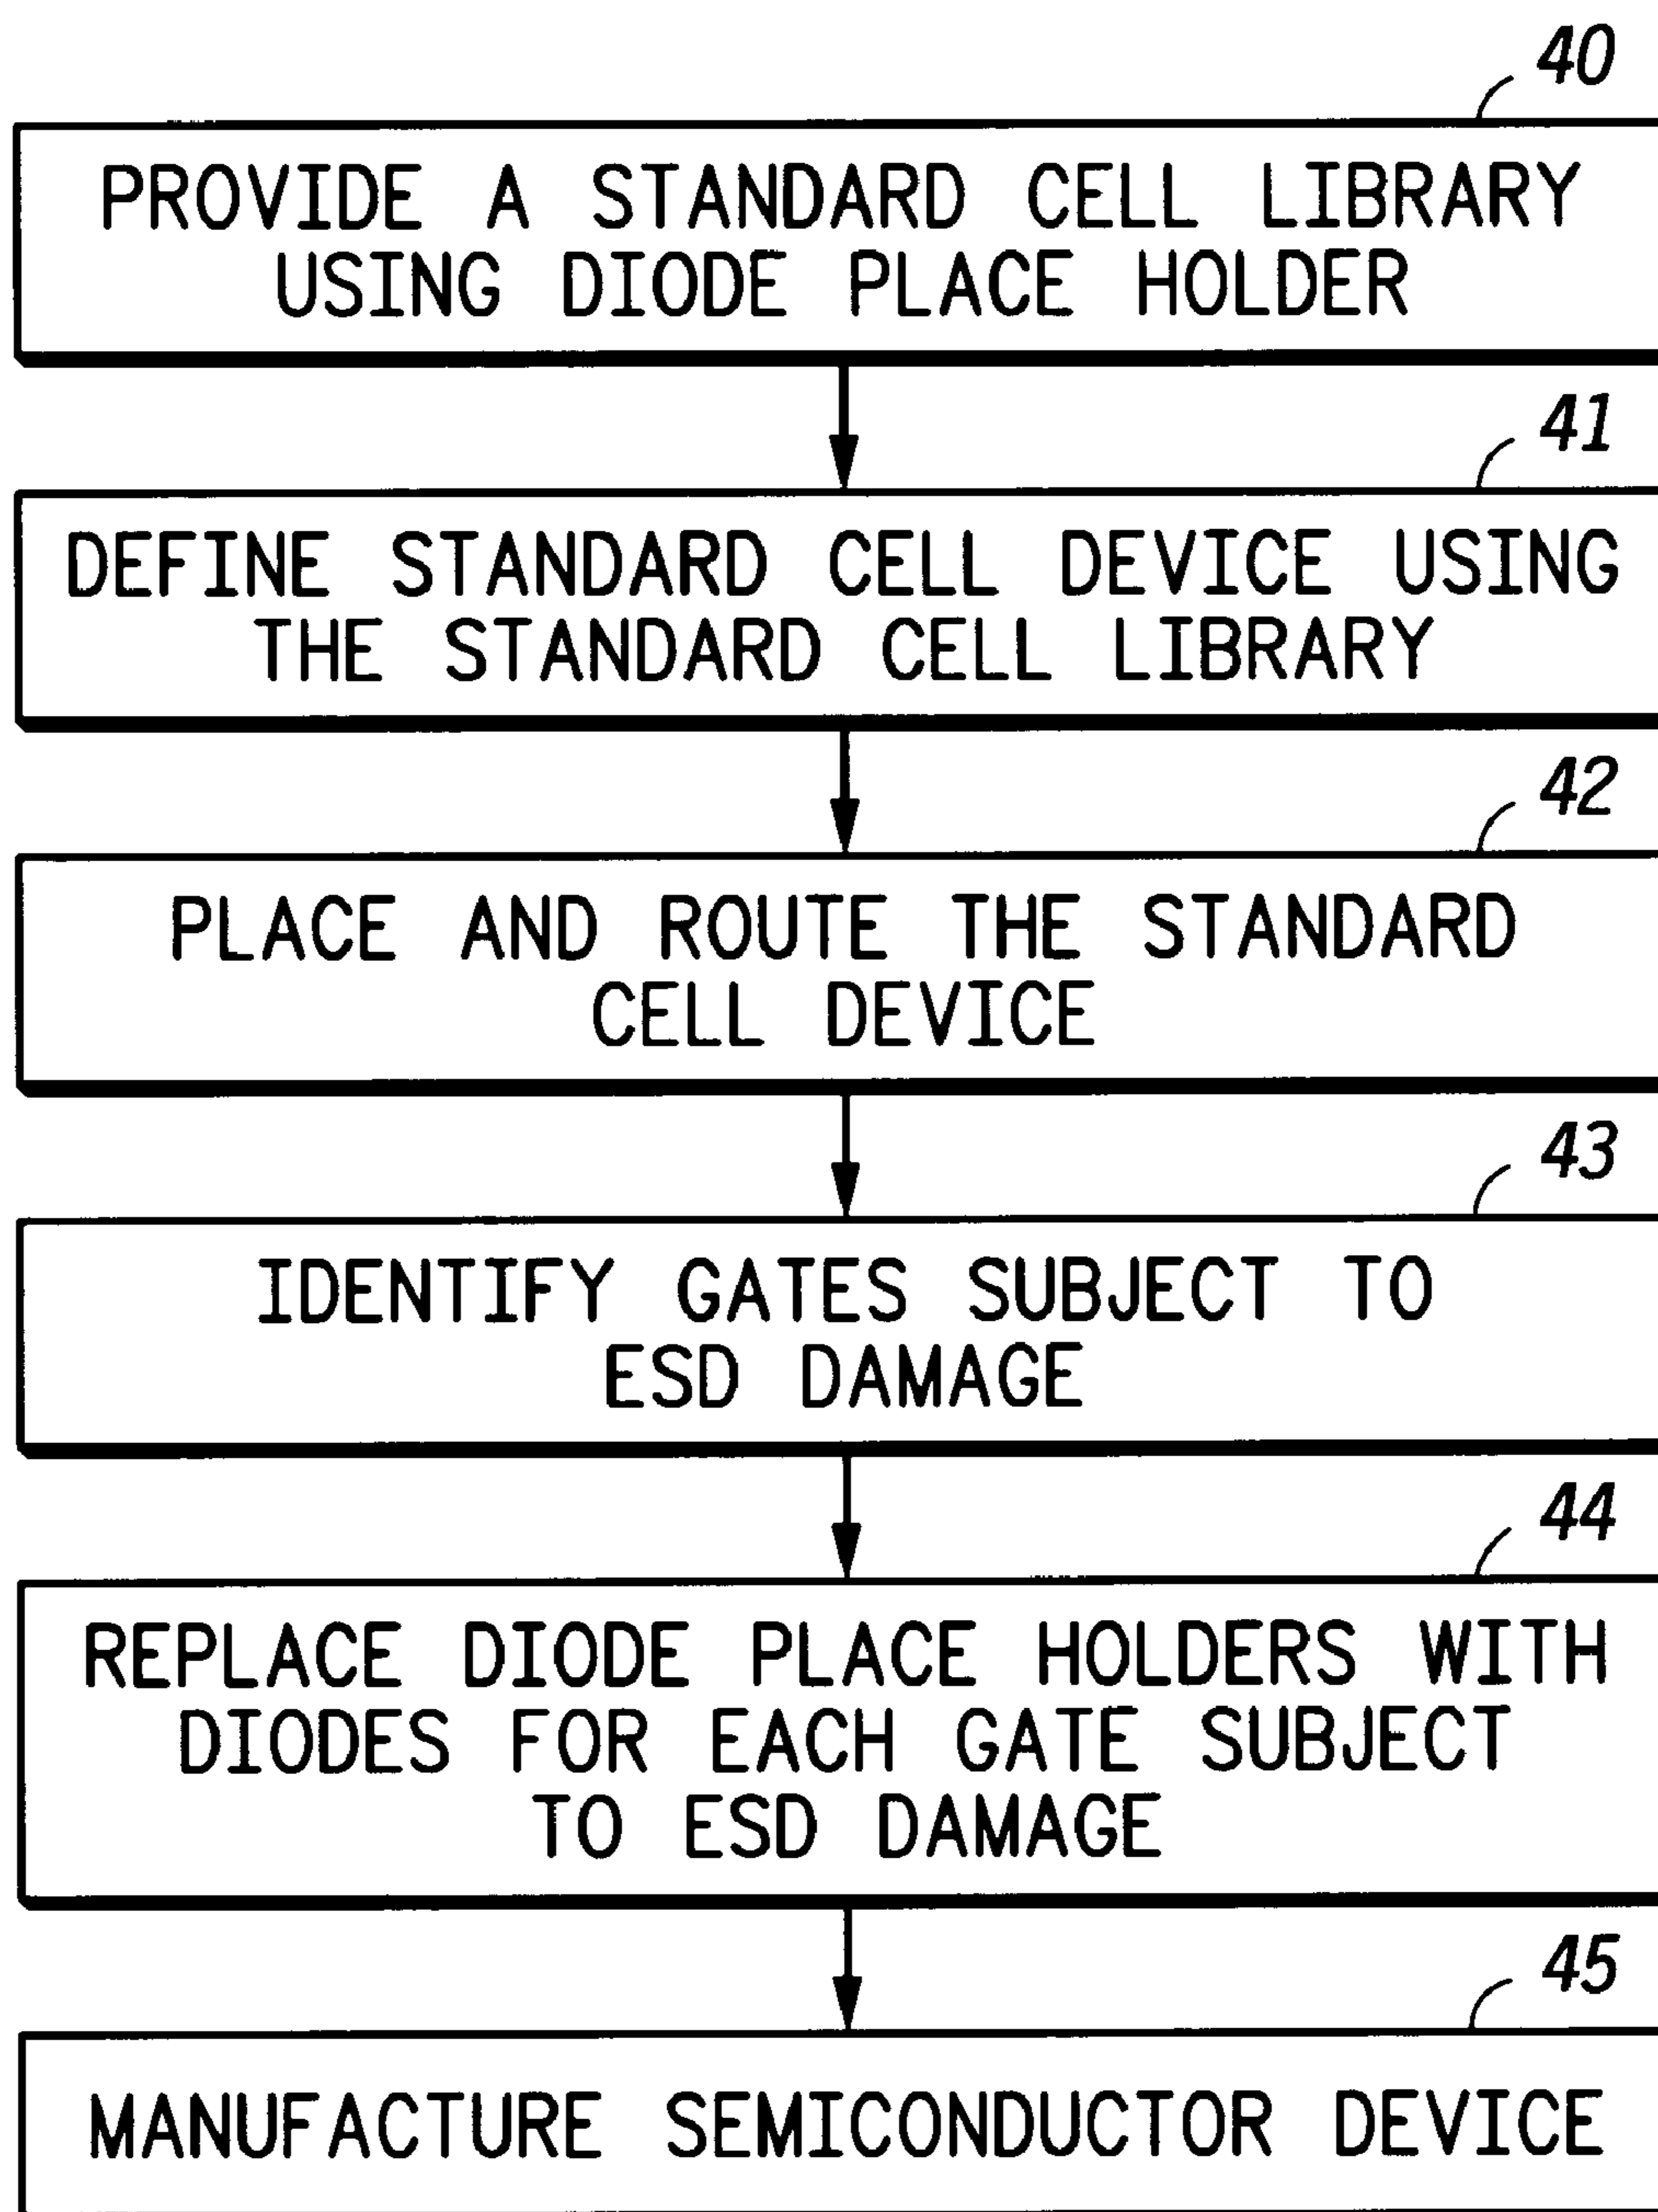 40
PROVIDE A STANDARD CELL LIBRARY
USING DIODE PLACE HOLDER
41
DEFINE STANDARD CELL DEVICE USING
THE STANDARD CELL LIBRARY
42
PLACE AND ROUTE THE STANDARD
CELL DEVICE
43
IDENTIFY GATES SUBJECT TO
ESD DAMAGE
44
REPLACE DIODE PLACE HOLDERS WITH
DIODES FOR EACH GATE SUBJECT
TO ESD DAMAGE
45
MANUFACTURE SEMICONDUCTOR DEVICE